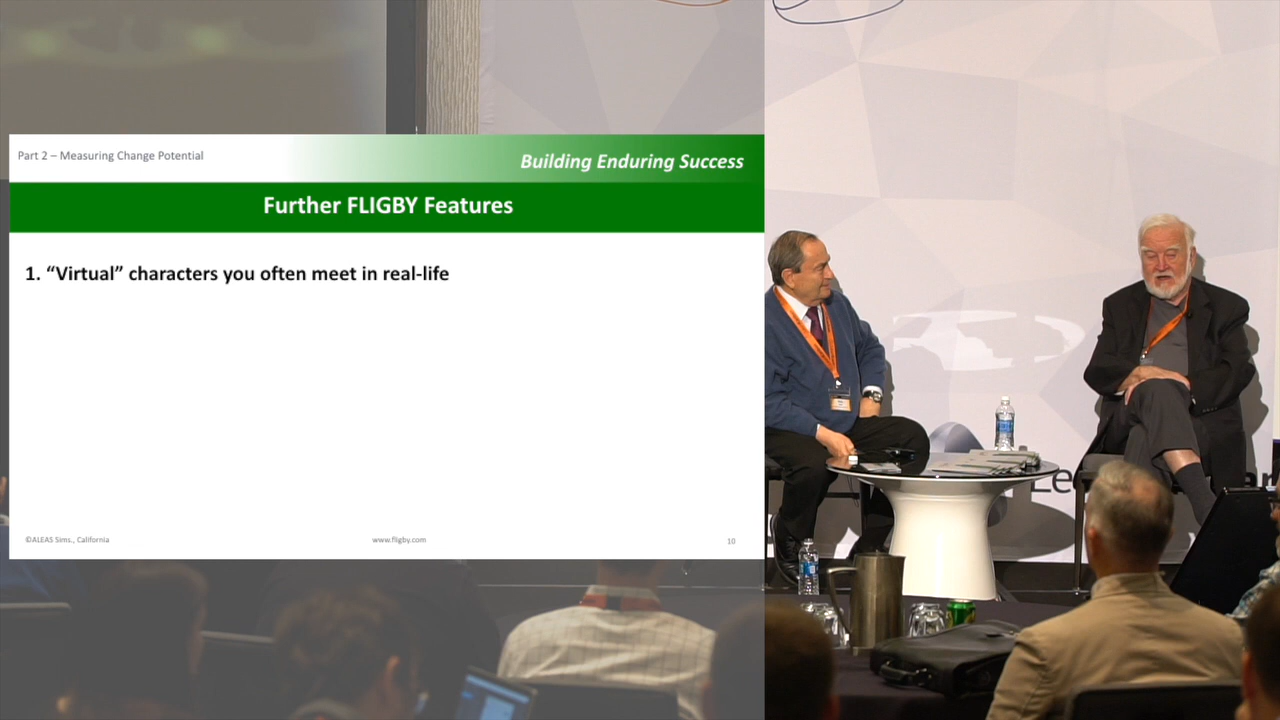 Part 2 – Measuring Change Potential
Building Enduring Success
Further FLIGBY Features
1. “Virtual” characters you often meet in real-life
©ALEAS Sims., California
www.fligby.com
10